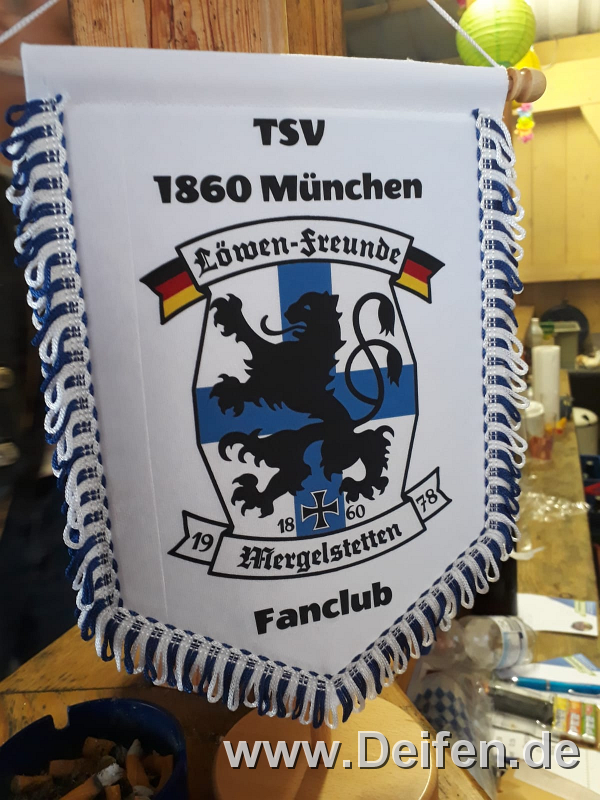 TSV
1860 München
Löwen-Freunde
18 60
19 78
Mergelstetten
Fanclub
www.Deifen.de